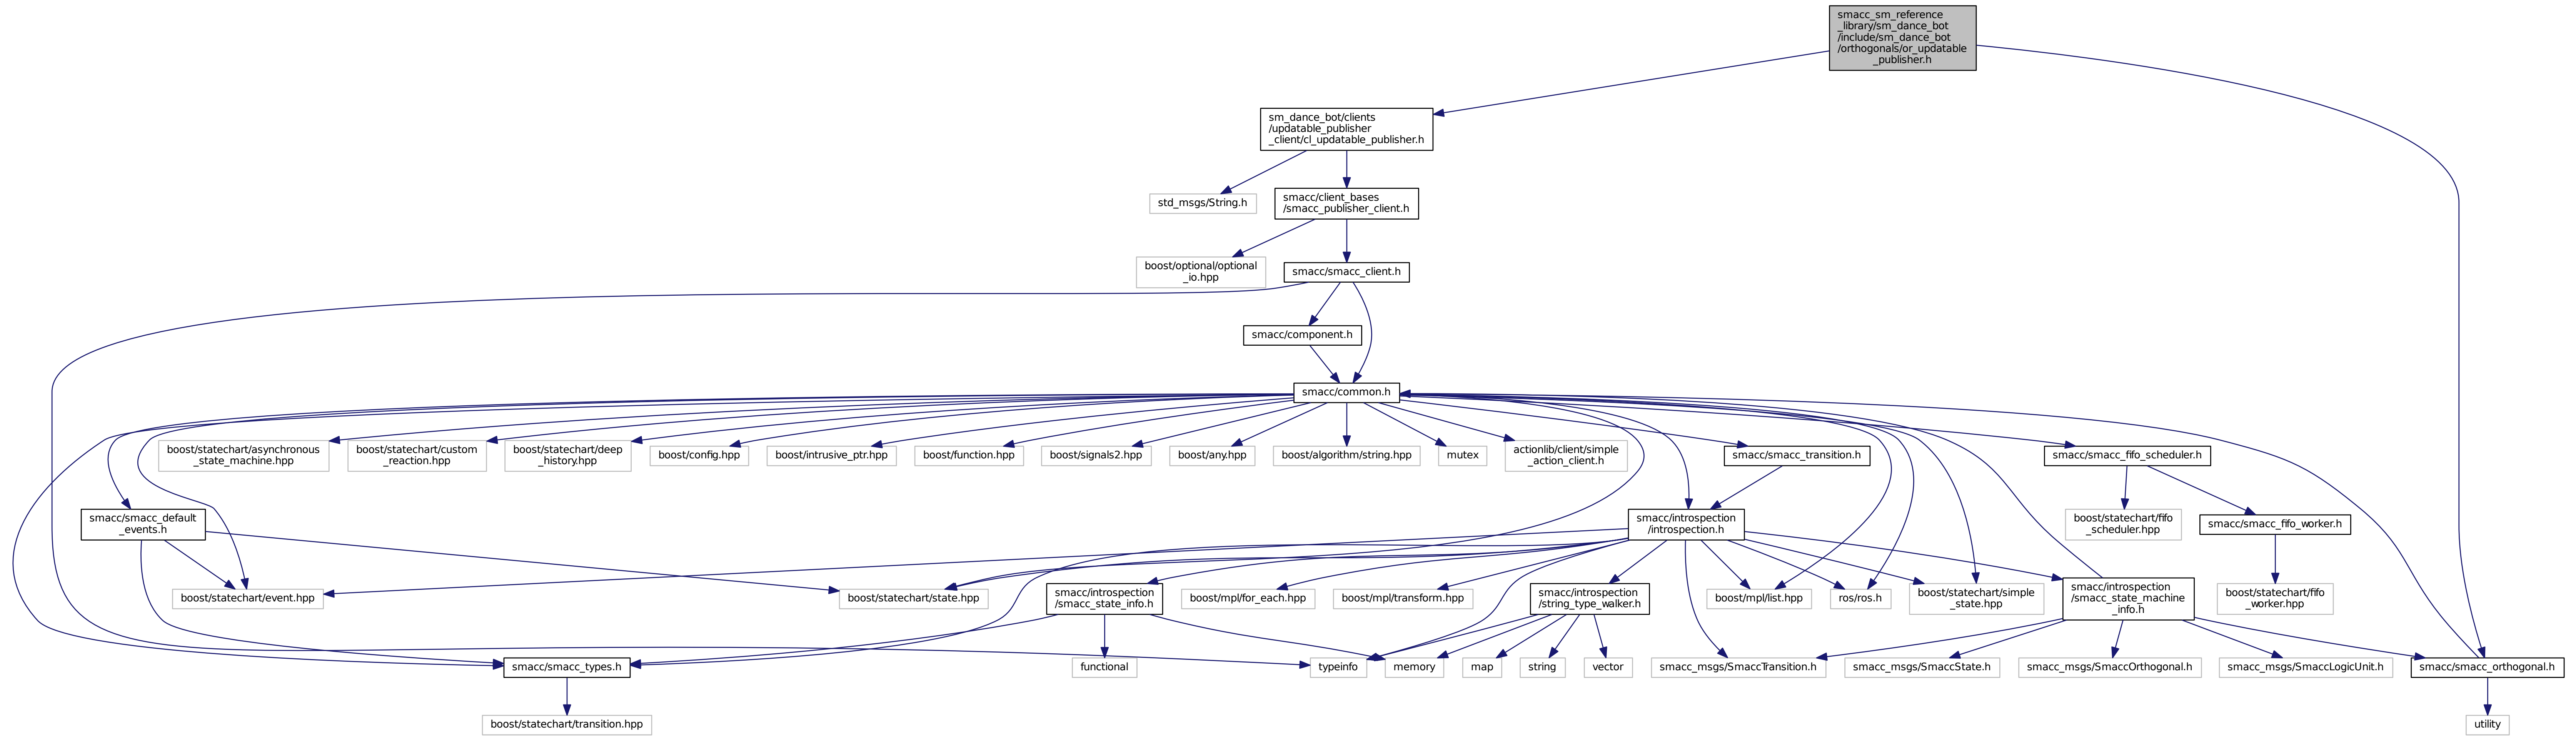 smacc_sm_reference
_library/sm_dance_bot
/include/sm_dance_bot
/orthogonals/or_updatable
_publisher.h
sm_dance_bot/clients
/updatable_publisher
_client/cl_updatable_publisher.h
std_msgs/String.h
smacc/client_bases
/smacc_publisher_client.h
boost/optional/optional
_io.hpp
smacc/smacc_client.h
smacc/component.h
smacc/common.h
boost/statechart/asynchronous
_state_machine.hpp
boost/statechart/custom
_reaction.hpp
boost/statechart/deep
_history.hpp
boost/config.hpp
boost/intrusive_ptr.hpp
boost/function.hpp
boost/signals2.hpp
boost/any.hpp
boost/algorithm/string.hpp
mutex
actionlib/client/simple
_action_client.h
smacc/smacc_transition.h
smacc/smacc_fifo_scheduler.h
smacc/smacc_default
_events.h
smacc/introspection
/introspection.h
boost/statechart/fifo
_scheduler.hpp
smacc/smacc_fifo_worker.h
boost/statechart/event.hpp
boost/statechart/state.hpp
smacc/introspection
/smacc_state_info.h
boost/mpl/for_each.hpp
boost/mpl/transform.hpp
smacc/introspection
/string_type_walker.h
boost/mpl/list.hpp
ros/ros.h
boost/statechart/simple
_state.hpp
smacc/introspection
/smacc_state_machine
_info.h
boost/statechart/fifo
_worker.hpp
smacc/smacc_types.h
functional
typeinfo
memory
map
string
vector
smacc_msgs/SmaccTransition.h
smacc_msgs/SmaccState.h
smacc_msgs/SmaccOrthogonal.h
smacc_msgs/SmaccLogicUnit.h
smacc/smacc_orthogonal.h
boost/statechart/transition.hpp
utility